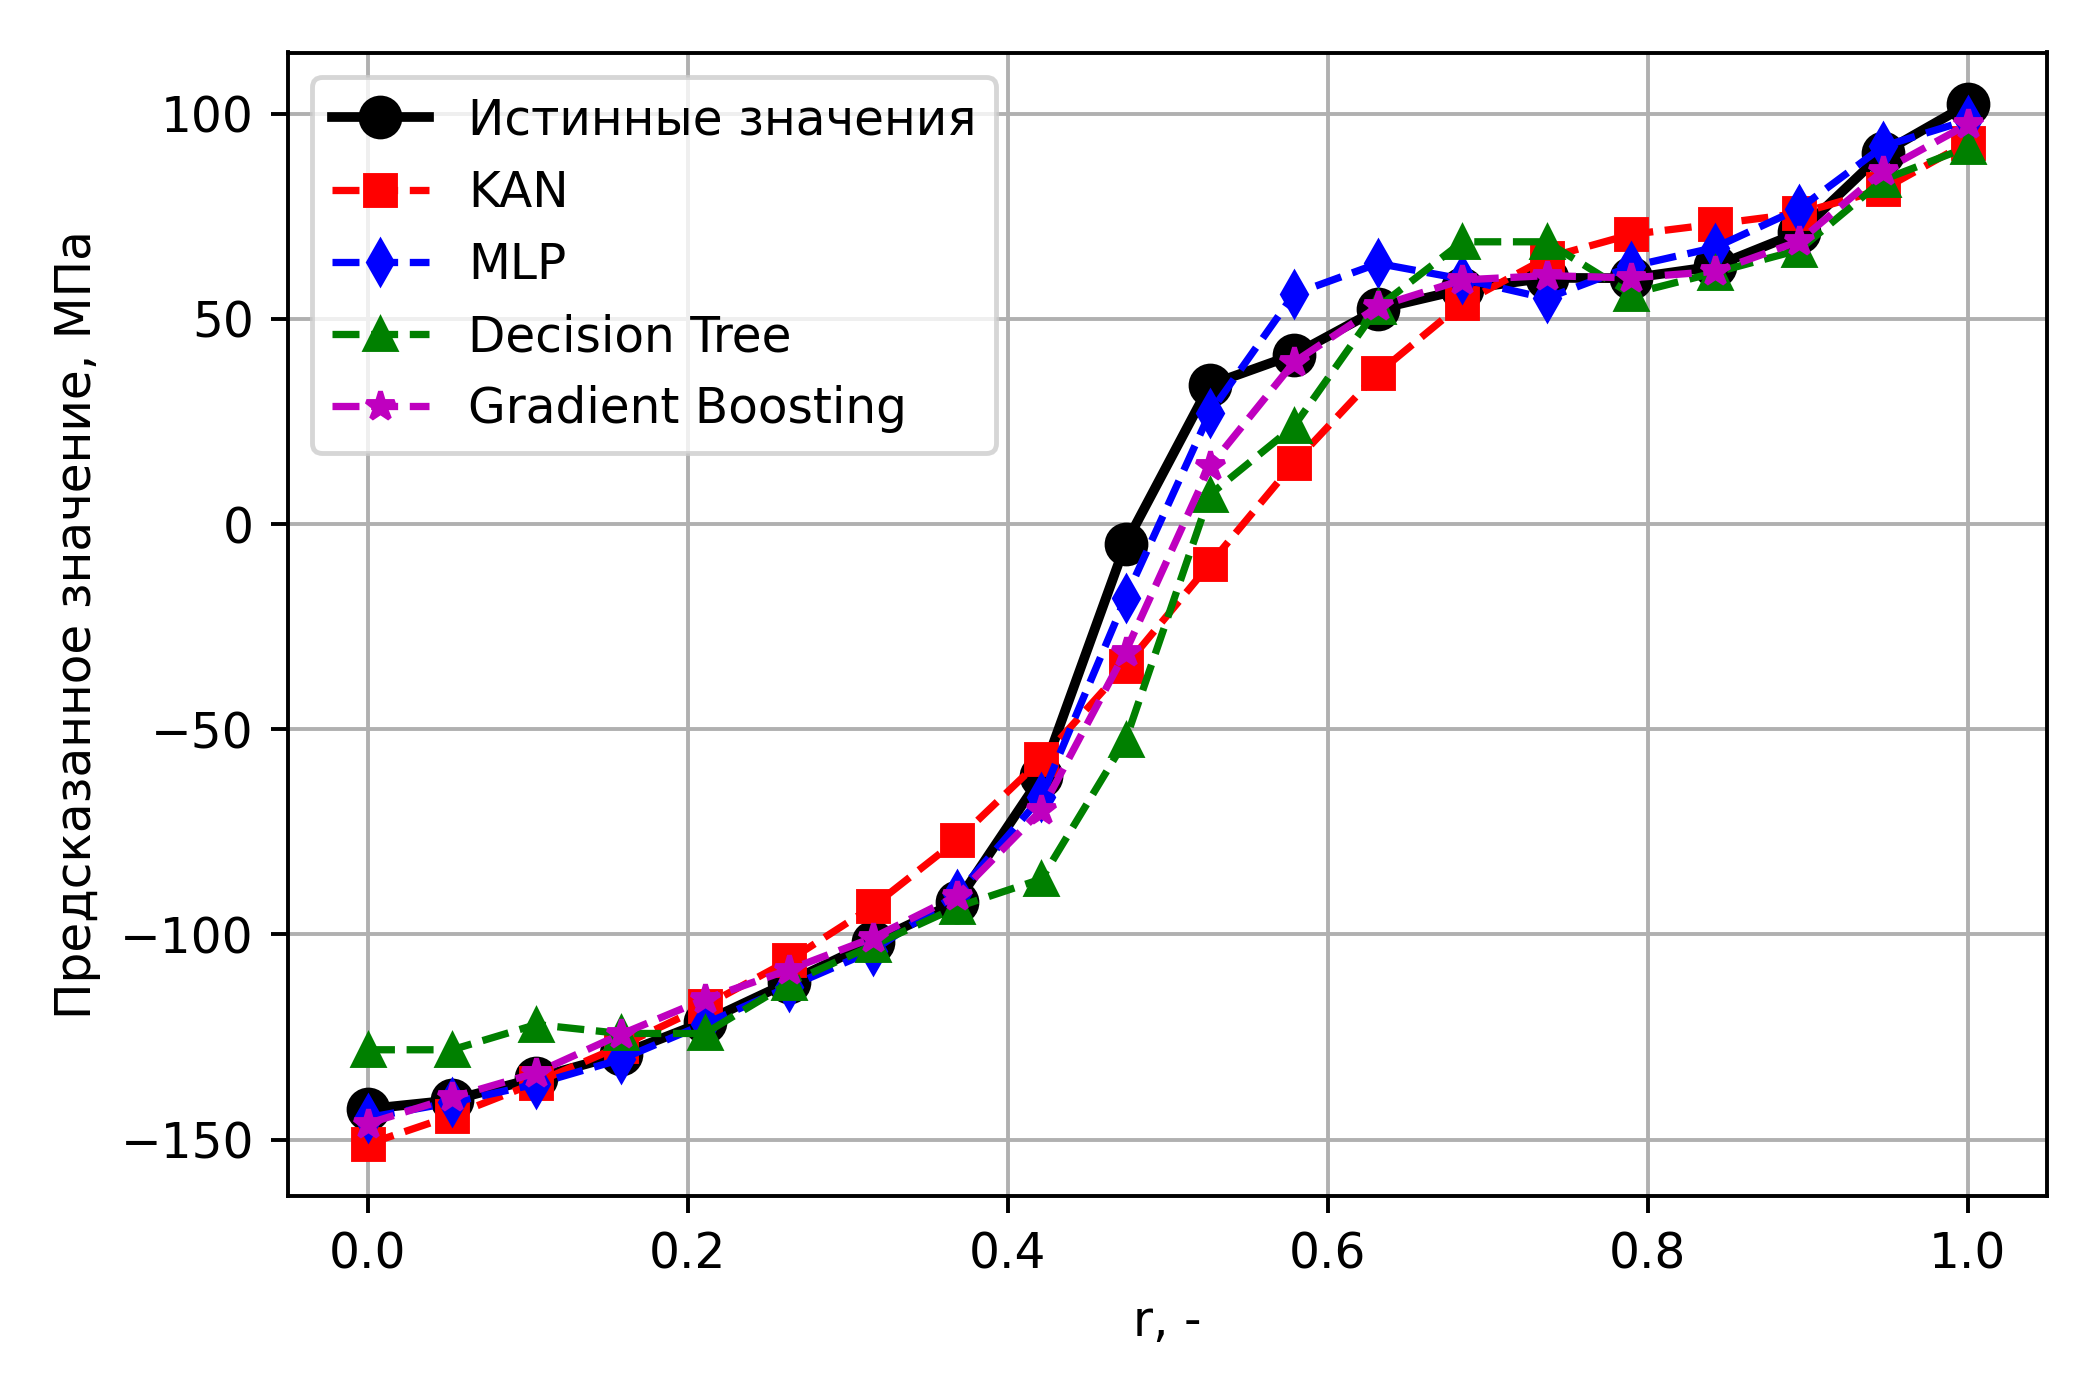 Истинные значения
KAN
MLP
Decision Tree
Gradient Boosting
Предсказанное значение, МПа
100
50
0
−50
−100
−150
0.0 0.2 0.4 0.6 0.8 1.0
r, -